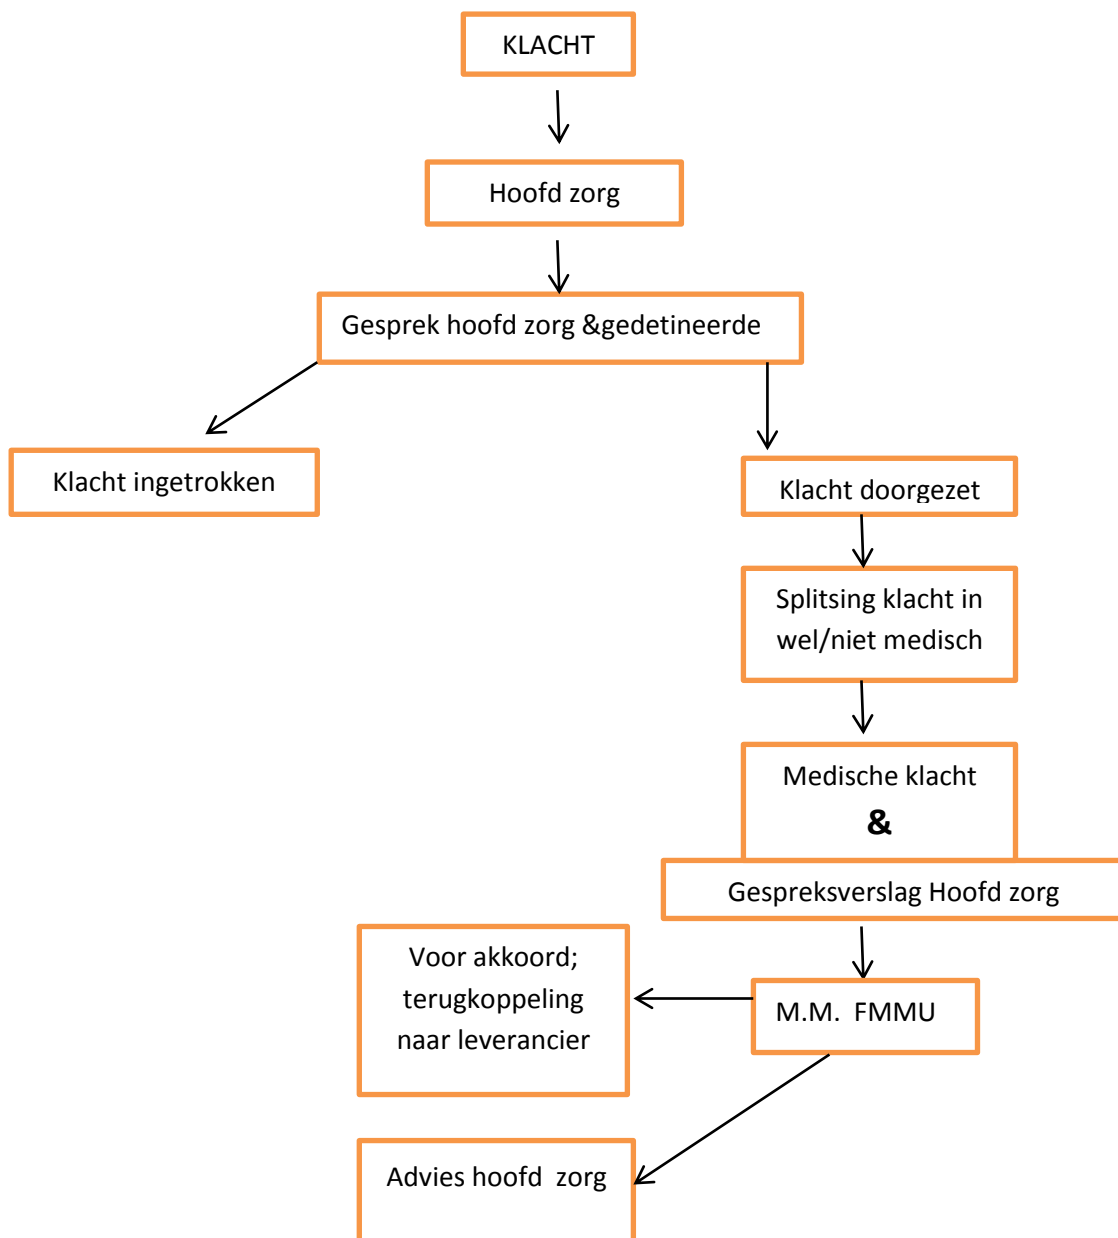 KLACHT
Hoofd zorg
Gesprek hoofd zorg &gedetineerde
Klacht ingetrokken
Klacht doorgezet
Splitsing klacht in
wel/niet medisch
Medische klacht
&
Gespreksverslag Hoofd zorg
Voor akkoord;
terugkoppeling
naar leverancier
M.M.  FMMU
Advies hoofd  zorg